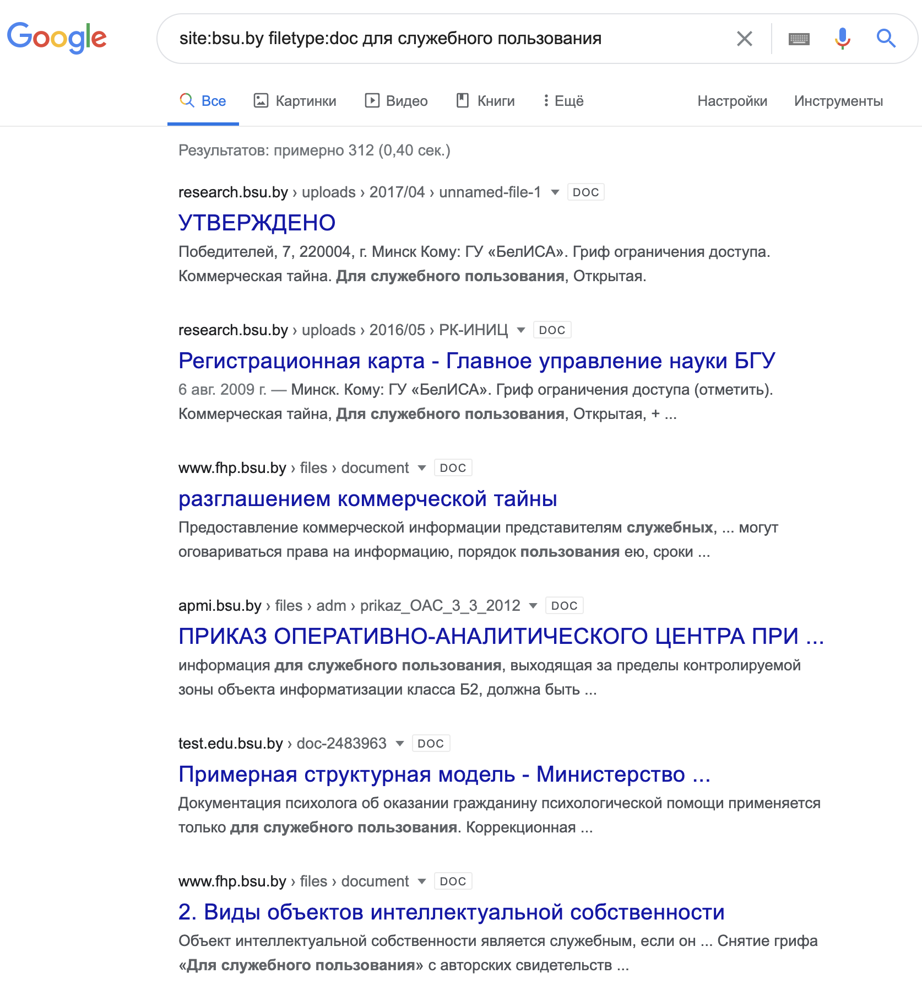 Google
site:bsu.by filetype:doc для служебного пользования
Все Картинки Видео Книги Ещё Настройки Инструменты
Результатов: примерно 312 (0,40 сек.)
research.bsu.by › uploads › 2017/04 › unnamed-file-1 DOC
УТВЕРЖДЕНО
Победителей, 7, 220004, г. Минск Кому: ГУ «БелИСА». Гриф ограничения доступа.
Коммерческая тайна. Для служебного пользования, Открытая.
research.bsu.by › uploads › 2016/05 › РК-ИНИЦ DOC
Регистрационная карта - Главное управление науки БГУ
6 авг. 2009 г. — Минск. Кому: ГУ «БелИСА». Гриф ограничения доступа (отметить).
Коммерческая тайна, Для служебного пользования, Открытая, + ...
www.fhp.bsu.by › files › document DOC
разглашением коммерческой тайны
Предоставление коммерческой информации представителям служебных, ... могут
оговариваться права на информацию, порядок пользования ею, сроки ...
apmi.bsu.by › files › adm › prikaz_OAC_3_3_2012 DOC
ПРИКАЗ ОПЕРАТИВНО-АНАЛИТИЧЕСКОГО ЦЕНТРА ПРИ ...
информация для служебного пользования, выходящая за пределы контролируемой
зоны объекта информатизации класса Б2, должна быть ...
test.edu.bsu.by › doc-2483963 DOC
Примерная структурная модель - Министерство ...
Документация психолога об оказании гражданину психологической помощи применяется
только для служебного пользования. Коррекционная ...
www.fhp.bsu.by › files › document DOC
2. Виды объектов интеллектуальной собственности
Объект интеллектуальной собственности является служебным, если он ... Снятие грифа
«Для служебного пользования» с авторских свидетельств ...